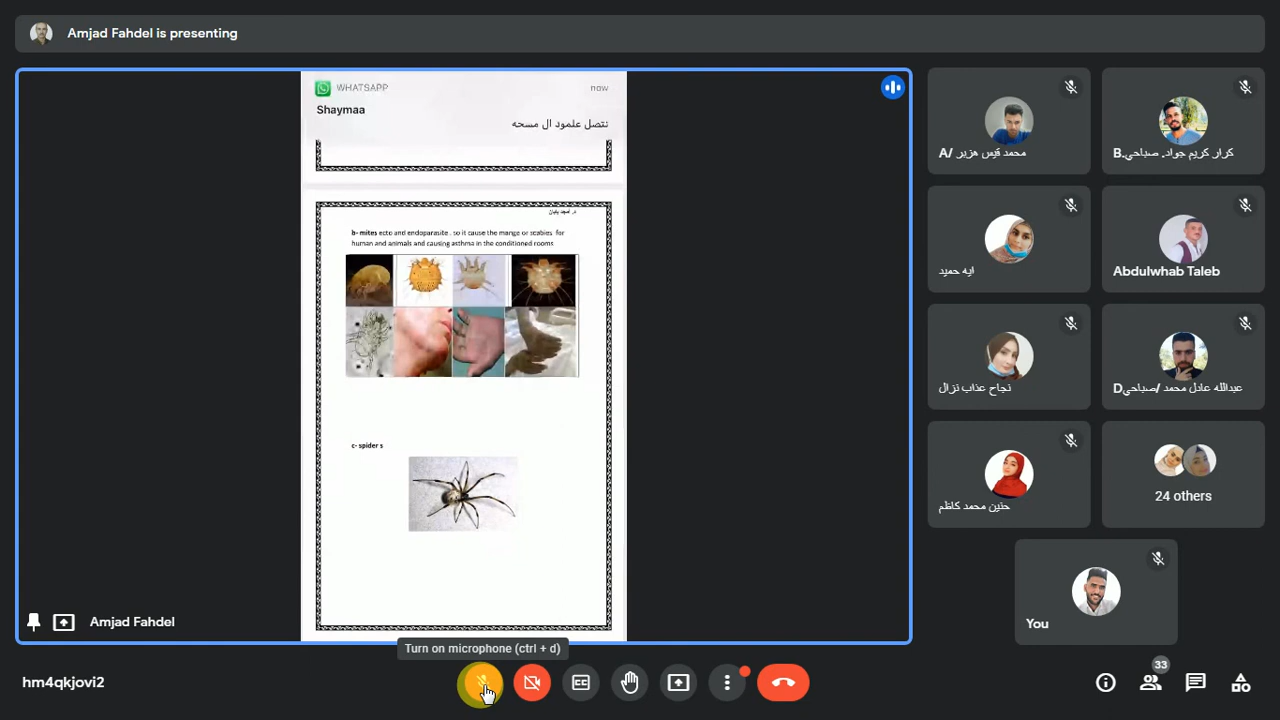 Amjad Fahdel is presenting
WHATSAPP
now
Shaymaa
نتصل علمود ال مسحه
b- mites ecto and endoparasite . so it cause the mange or scabies for
human and animals and causing asthma in the conditioned rooms
c- spider s
Amjad Fahdel
محمد قيس هزبر /A
كرار كريم جواد. صباحي.B
ايه حميد
Abdulwhab Taleb
نجاح عذاب نزال
عبدالله عادل محمد /صباحي D
حنين محمد كاظم
24 others
You
Turn on microphone (ctrl + d)
hm4qkjovi2
33